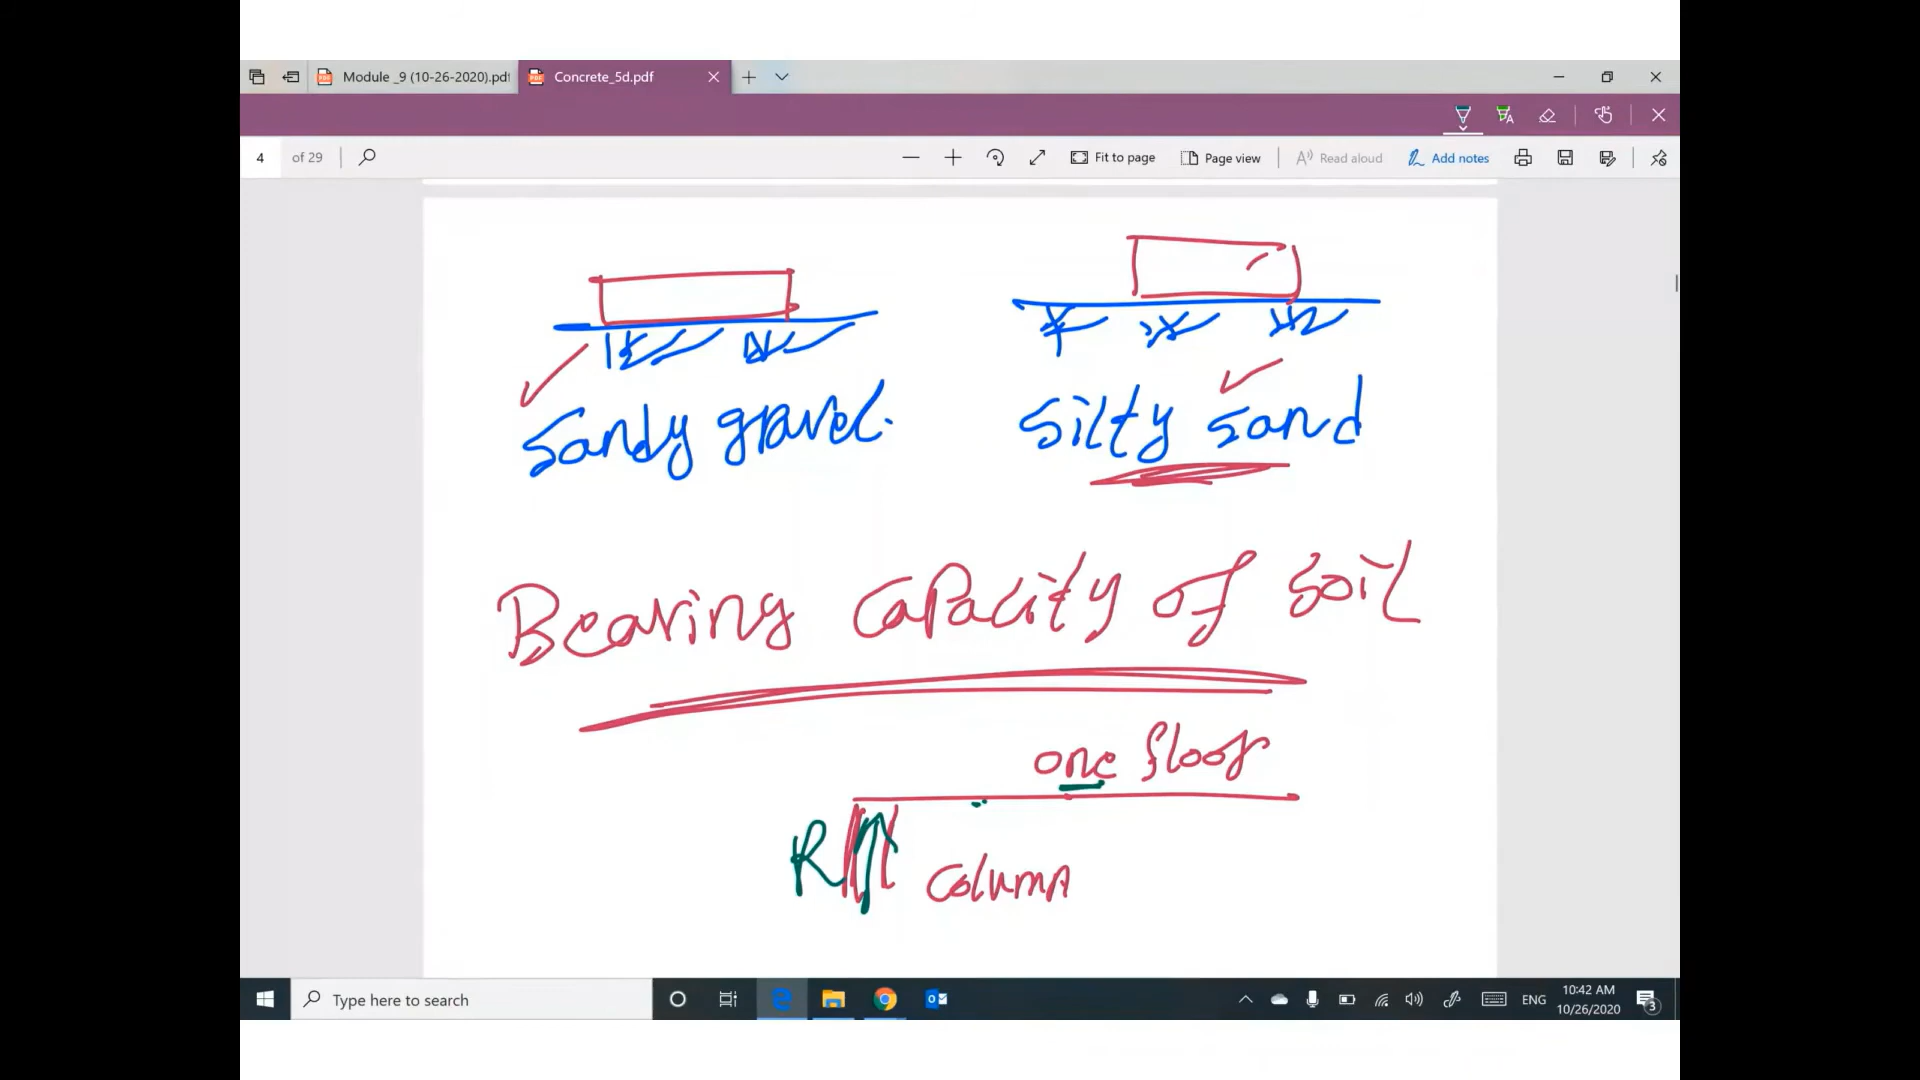 Module _9 (10-26-2020).pdf
Concrete_5d.pdf
4 of 29
Fit to page
Page view
Read aloud
Add notes
Sandy gravel.
Silty sand
Bearing capacity of soil
one floor
R
column
Type here to search
ENG
10:42 AM
10/26/2020
3